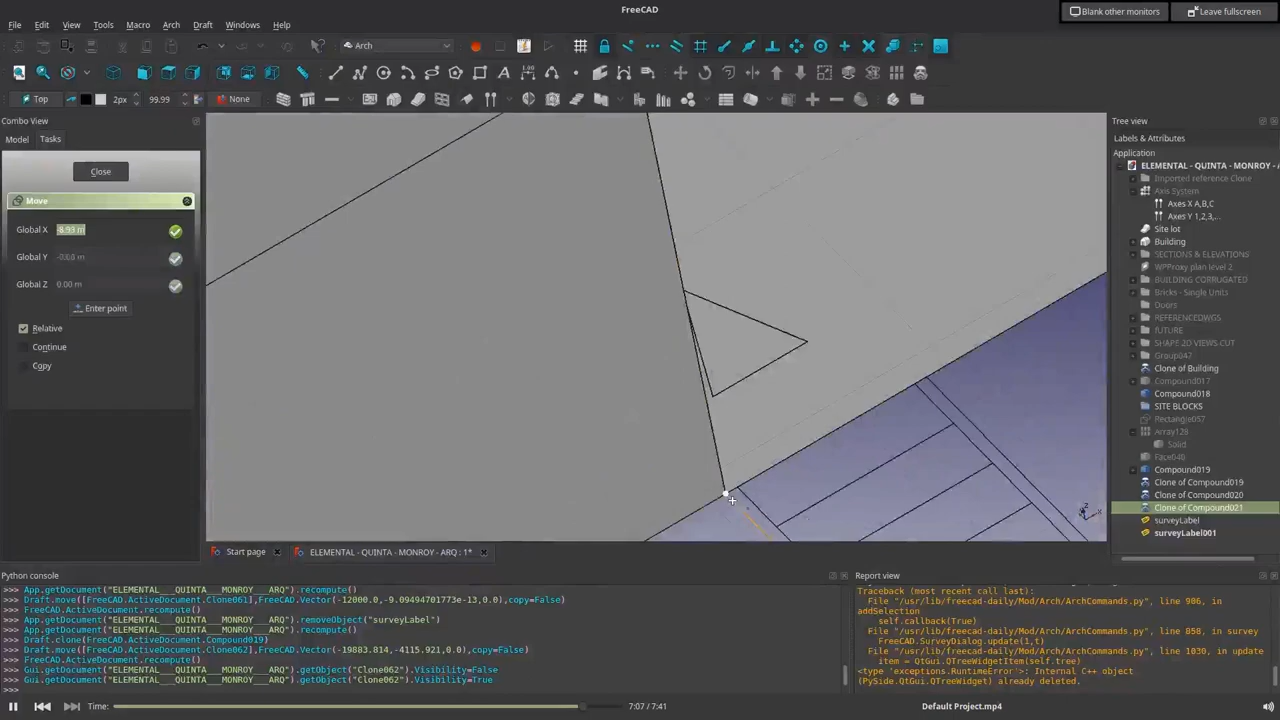 FreeCAD
Blank other monitors
Leave fullscreen
File Edit View Tools Macro Arch Draft Windows Help
Arch
Top 2px 99.99 None
Combo View
Model Tasks
Close
Move
Global X -8.93 m
Global Y -0.00 m
Global Z 0.00 m
Enter point
Relative
Continue
Copy
Tree view
Labels & Attributes
Application
ELEMENTAL - QUINTA - MONROY - A
Imported reference Clone
Axis System
Axes X A,B,C
Axes Y 1,2,3,...
Site lot
Building
SECTIONS & ELEVATIONS
WPProxy plan level 2
BUILDING CORRUGATED
Bricks - Single Units
Doors
REFERENCEDWGS
fUTURE
SHAPE 2D VIEWS CUT
Group047
Clone of Building
Compound017
Compound018
SITE BLOCKS
Rectangle057
Array128
Solid
Face040
Compound019
Clone of Compound019
Clone of Compound020
Clone of Compound021
surveyLabel
surveyLabel001
Start page
ELEMENTAL - QUINTA - MONROY - ARQ : 1*
Python console
>>> App.getDocument("ELEMENTAL___QUINTA___MONROY___ARQ").recompute()
>>> Draft.move([FreeCAD.ActiveDocument.Clone061],FreeCAD.Vector(-12000.0,-9.09494701773e-13,0.0),copy=False)
>>> FreeCAD.ActiveDocument.recompute()
>>> App.getDocument("ELEMENTAL___QUINTA___MONROY___ARQ").removeObject("surveyLabel")
>>> App.getDocument("ELEMENTAL___QUINTA___MONROY___ARQ").recompute()
>>> Draft.clone(FreeCAD.ActiveDocument.Compound019)
>>> Draft.move([FreeCAD.ActiveDocument.Clone062],FreeCAD.Vector(-19883.814,-4115.921,0.0),copy=False)
>>> FreeCAD.ActiveDocument.recompute()
>>> Gui.getDocument("ELEMENTAL___QUINTA___MONROY___ARQ").getObject("Clone062").Visibility=False
>>> Gui.getDocument("ELEMENTAL___QUINTA___MONROY___ARQ").getObject("Clone062").Visibility=True
>>>
Report view
Traceback (most recent call last):
File "/usr/lib/freecad-daily/Mod/Arch/ArchCommands.py", line 906, in
addSelection
self.callback(True)
File "/usr/lib/freecad-daily/Mod/Arch/ArchCommands.py", line 858, in survey
FreeCAD.SurveyDialog.update(1,t)
File "/usr/lib/freecad-daily/Mod/Arch/ArchCommands.py", line 1030, in update
item = QtGui.QTreeWidgetItem(self.tree)
<type 'exceptions.RuntimeError'>: Internal C++ object
(PySide.QtGui.QTreeWidget) already deleted.
Time: 7:07 / 7:41 Default Project.mp4